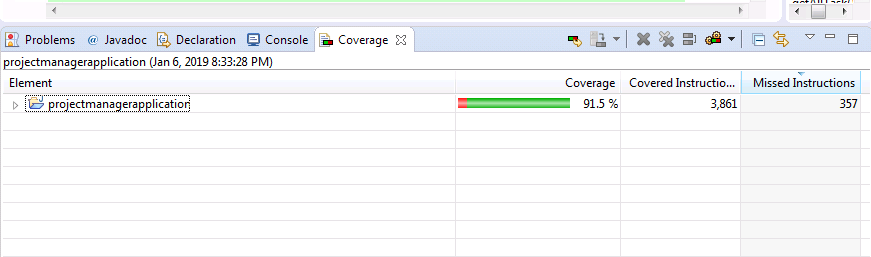 Problems @ Javadoc Declaration Console Coverage
projectmanagerapplication (Jan 6, 2019 8:33:28 PM)
Element Coverage Covered Instructio... Missed Instructions
projectmanagerapplication 91.5 % 3,861 357